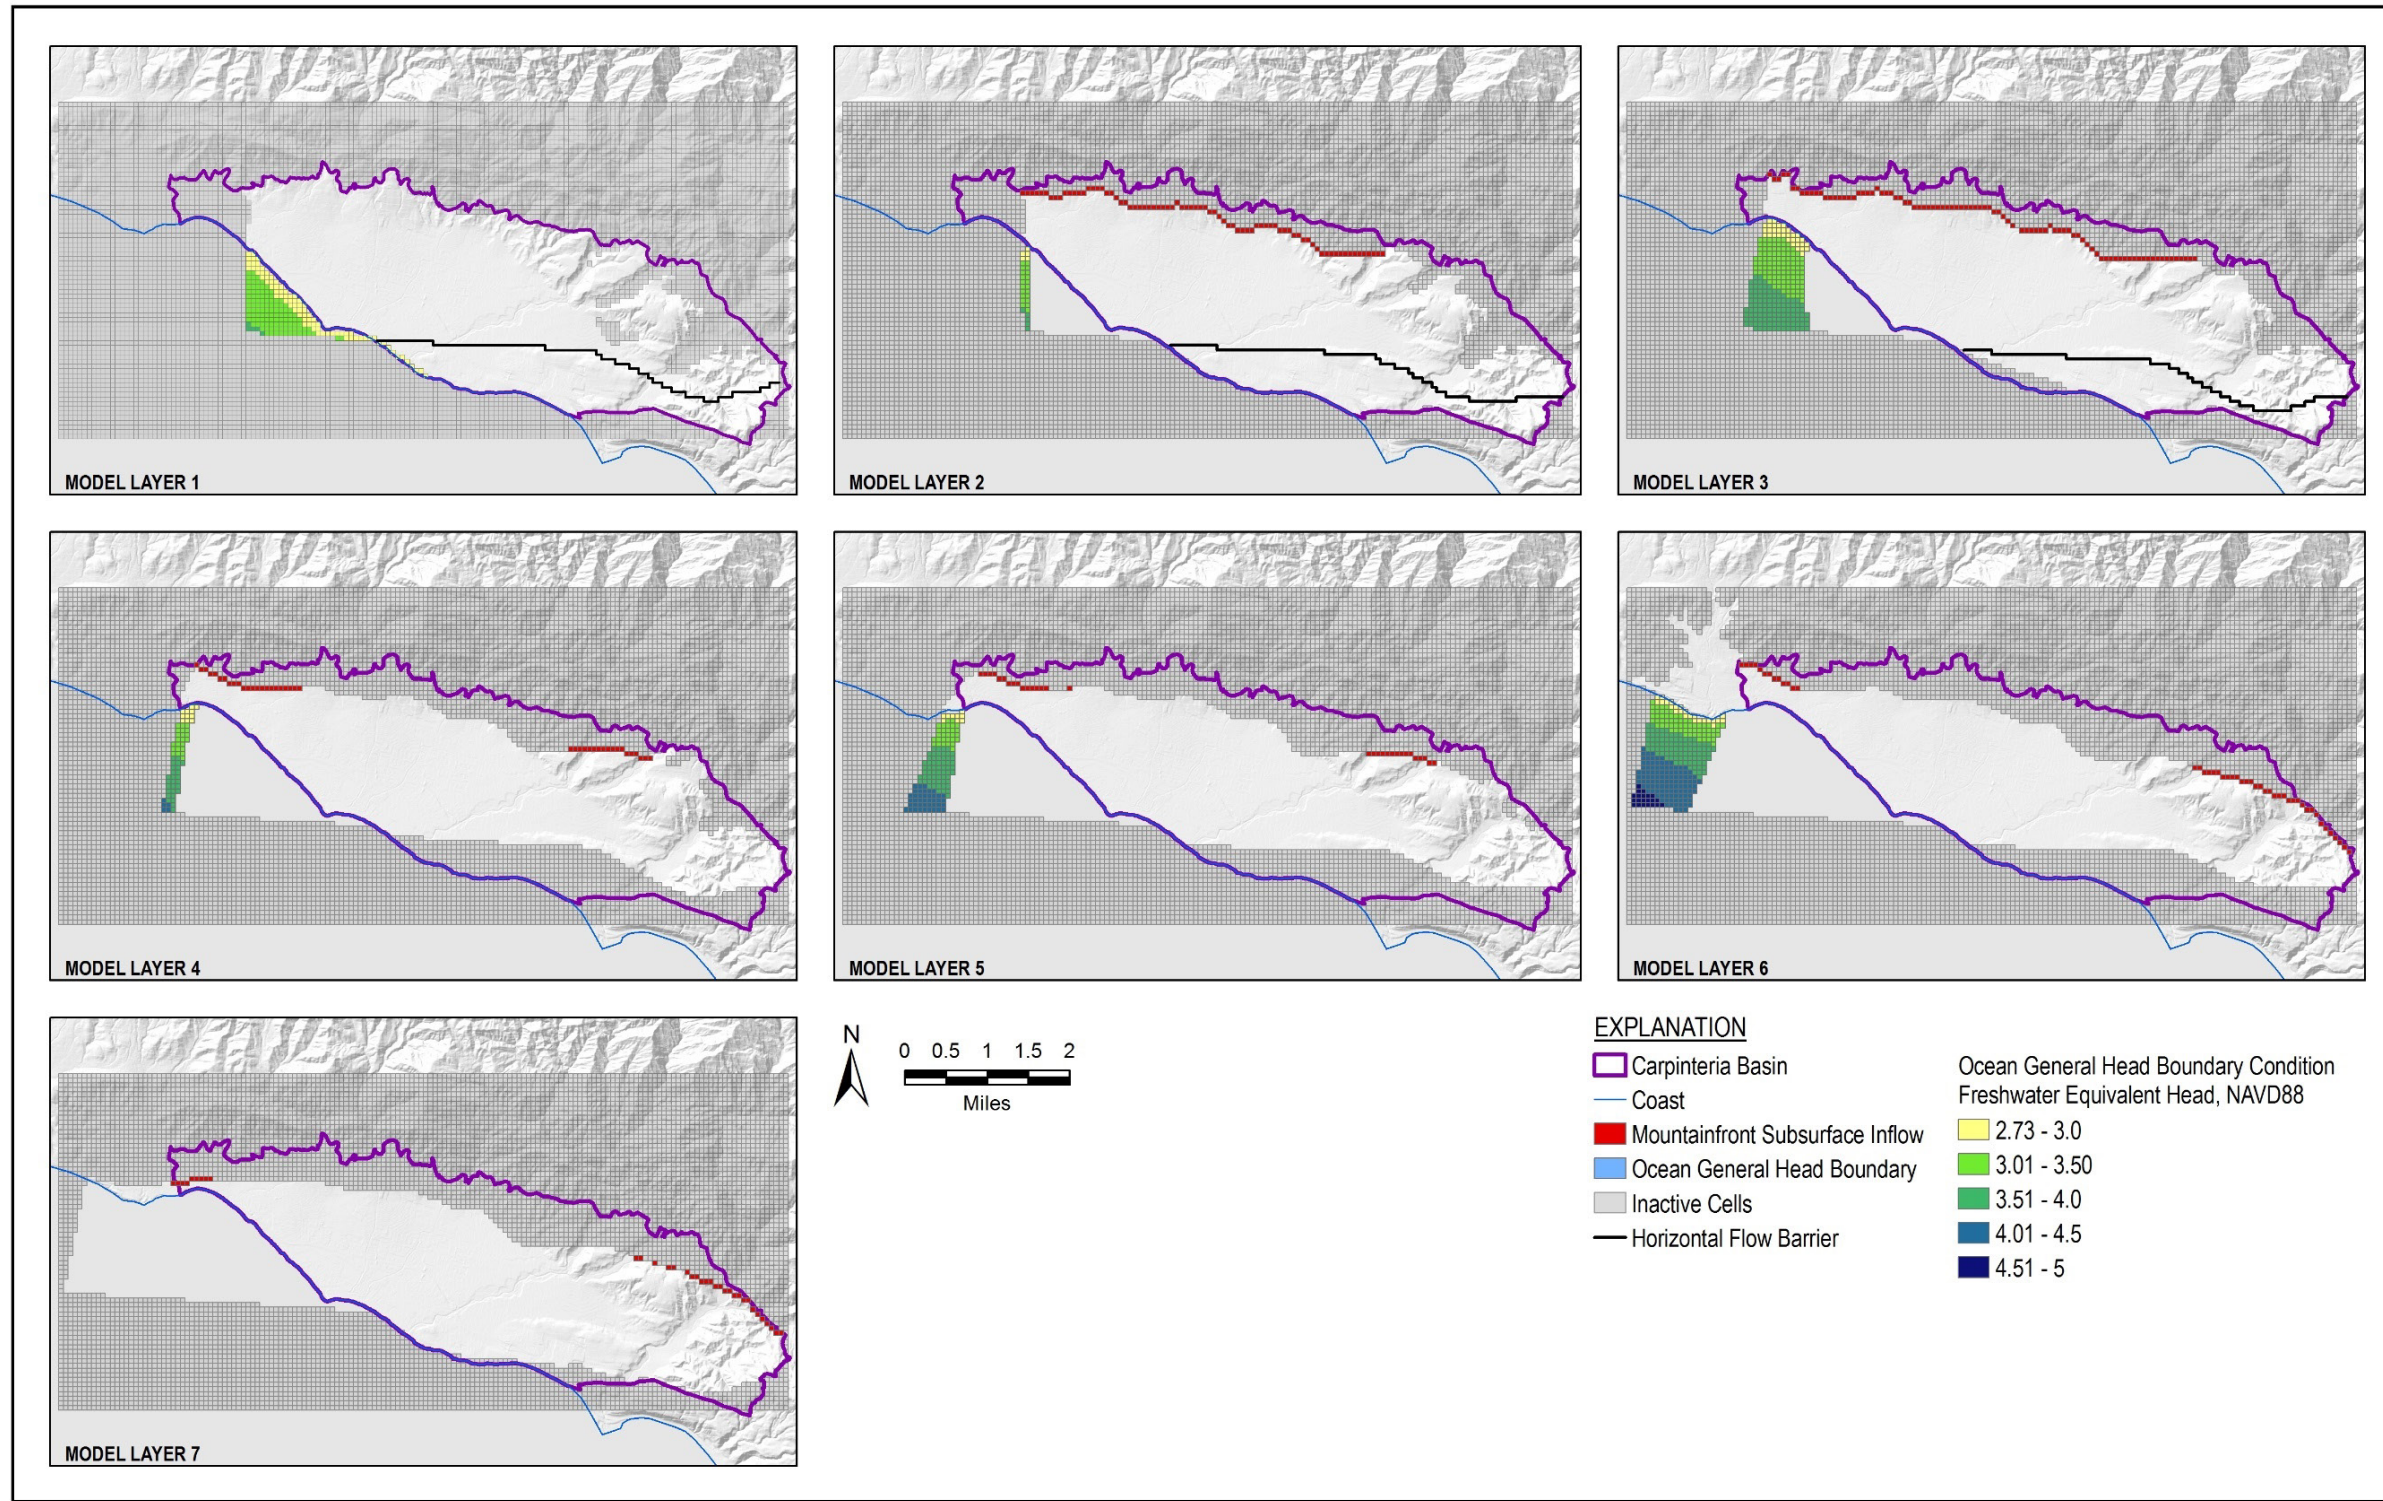 MODEL LAYER 1
MODEL LAYER 2
MODEL LAYER 3
MODEL LAYER 4
MODEL LAYER 5
MODEL LAYER 6
MODEL LAYER 7
N
0 0.5 1 1.5 2
Miles
EXPLANATION
Carpinteria Basin
Coast
Mountainfront Subsurface Inflow
Ocean General Head Boundary
Inactive Cells
Horizontal Flow Barrier
Ocean General Head Boundary Condition
Freshwater Equivalent Head, NAVD88
2.73 - 3.0
3.01 - 3.50
3.51 - 4.0
4.01 - 4.5
4.51 - 5